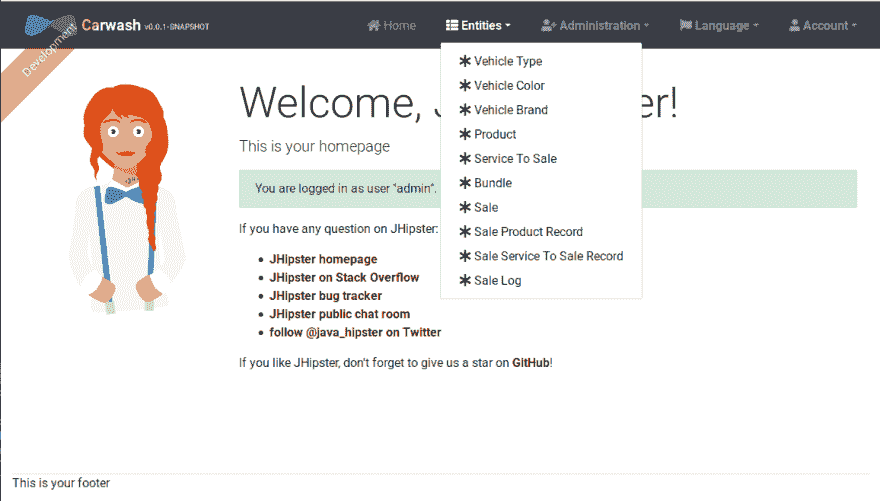 Carwash v0.0.1-SNAPSHOT
Home
Entities
Administration
Language
Account
Development
Vehicle Type
Vehicle Color
Vehicle Brand
Product
Service To Sale
Bundle
Sale
Sale Product Record
Sale Service To Sale Record
Sale Log
Welcome, J er!
This is your homepage
You are logged in as user "admin".
If you have any question on JHipster:
JHipster homepage
JHipster on Stack Overflow
JHipster bug tracker
JHipster public chat room
follow @java_hipster on Twitter
If you like JHipster, don't forget to give us a star on GitHub!
This is your footer